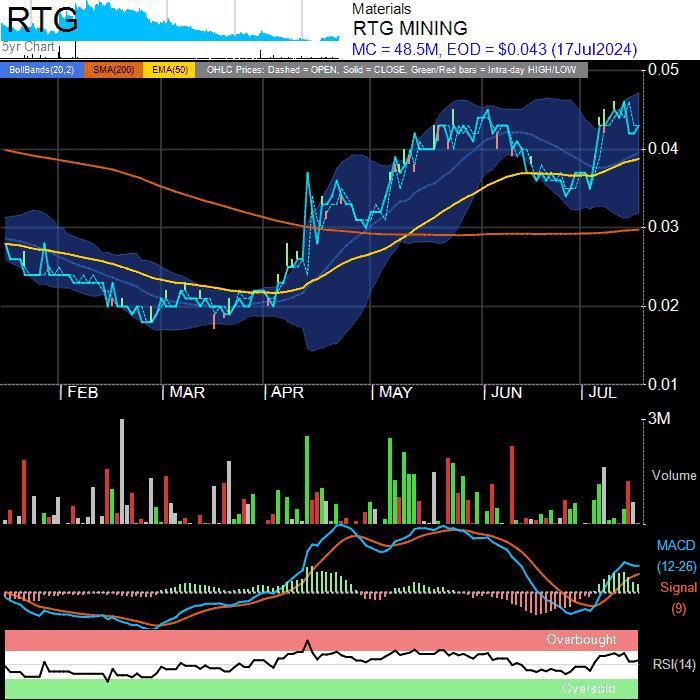 RTG
5yr Chart
Materials
RTG MINING
MC = 48.5M, EOD = $0.043 (17Jul2024)
BollBands(20,2) SMA(200) EMA(50) OHLC Prices: Dashed = OPEN, Solid = CLOSE, Green/Red bars = Intra-day HIGH/LOW
0.05
0.04
0.03
0.02
0.01
FEB MAR APR MAY JUN JUL
3M
Volume
MACD
(12-26)
Signal
(9)
Overbought
RSI(14)
Oversold